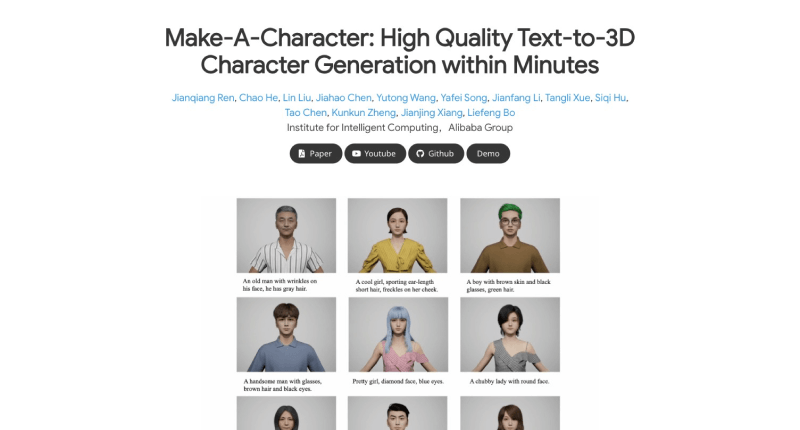 Make-A-Character: High Quality Text-to-3D
Character Generation within Minutes
Jianqiang Ren, Chao He, Lin Liu, Jiahao Chen, Yutong Wang, Yafei Song, Jianfang Li, Tangli Xue, Siqi Hu,
Tao Chen, Kunkun Zheng, Jianjing Xiang, Liefeng Bo
Institute for Intelligent Computing， Alibaba Group
Paper Youtube Github Demo
An old man with wrinkles on
his face, he has gray hair.
A cool girl, sporting ear-length
short hair, freckles on her cheek.
A boy with brown skin and black
glasses, green hair.
A handsome man with glasses,
brown hair and black eyes.
Pretty girl, diamond face, blue eyes.
A chubby lady with round face.